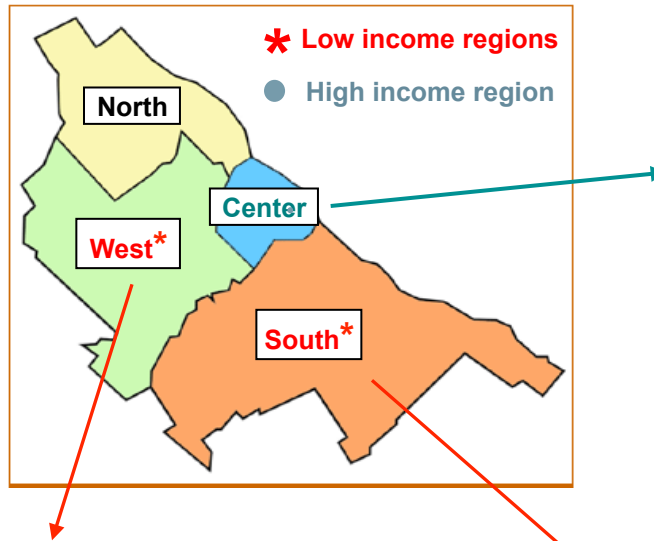 * Low income regions
● High income region
North
Center
West*
South*